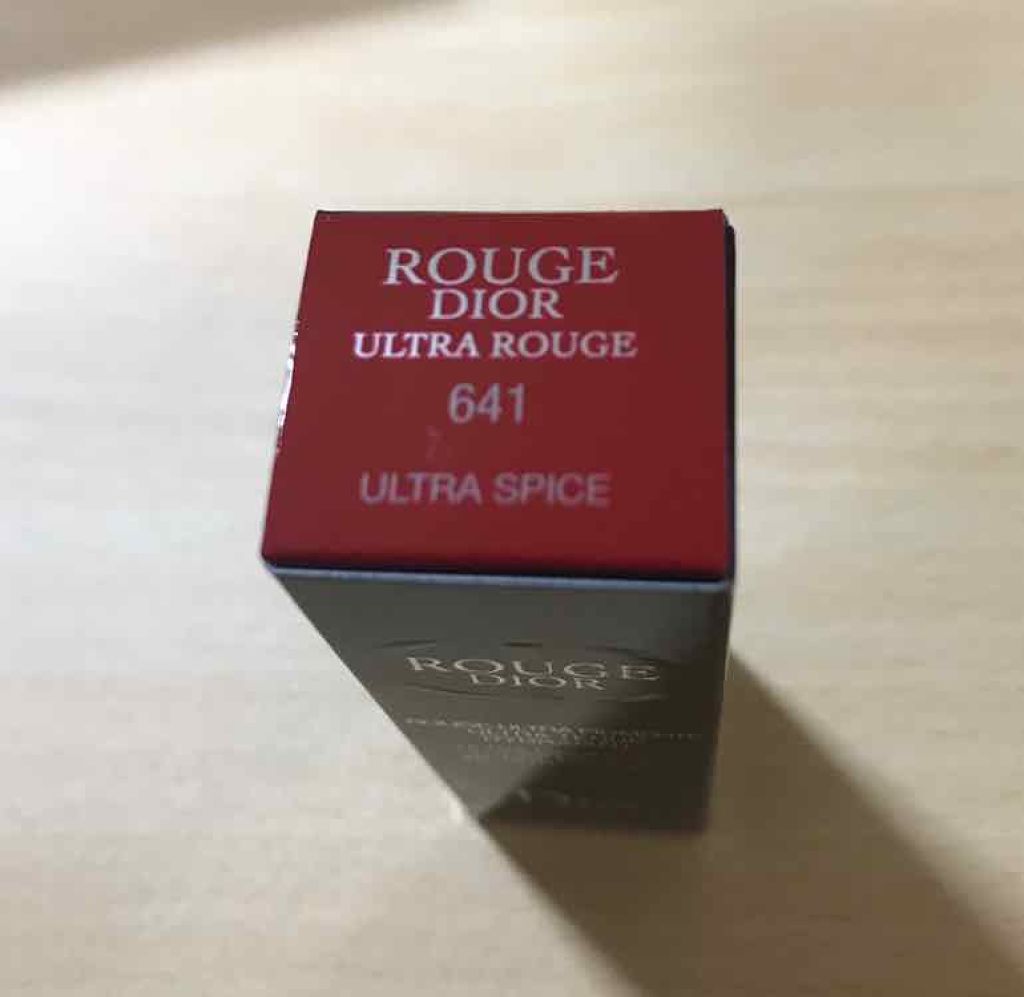 ROUGE
DIOR
ULTRA ROUGE
641
ULTRA SPICE
ROUGE
DIOR